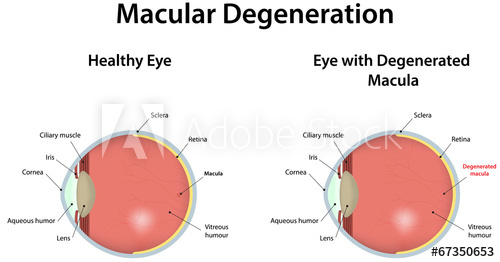 Macular Degeneration
Healthy Eye
Sclera
Ciliary muscle
Retina
Iris
Cornea
Macula
Aqueous humor
Lens
Vitreous
humour
Eye with Degenerated
Macula
Sclera
Ciliary muscle
Retina
Iris
Cornea
Degenerated
macula
Aqueous humor
Lens
Vitreous
humour
Adobe Stock
#67350653